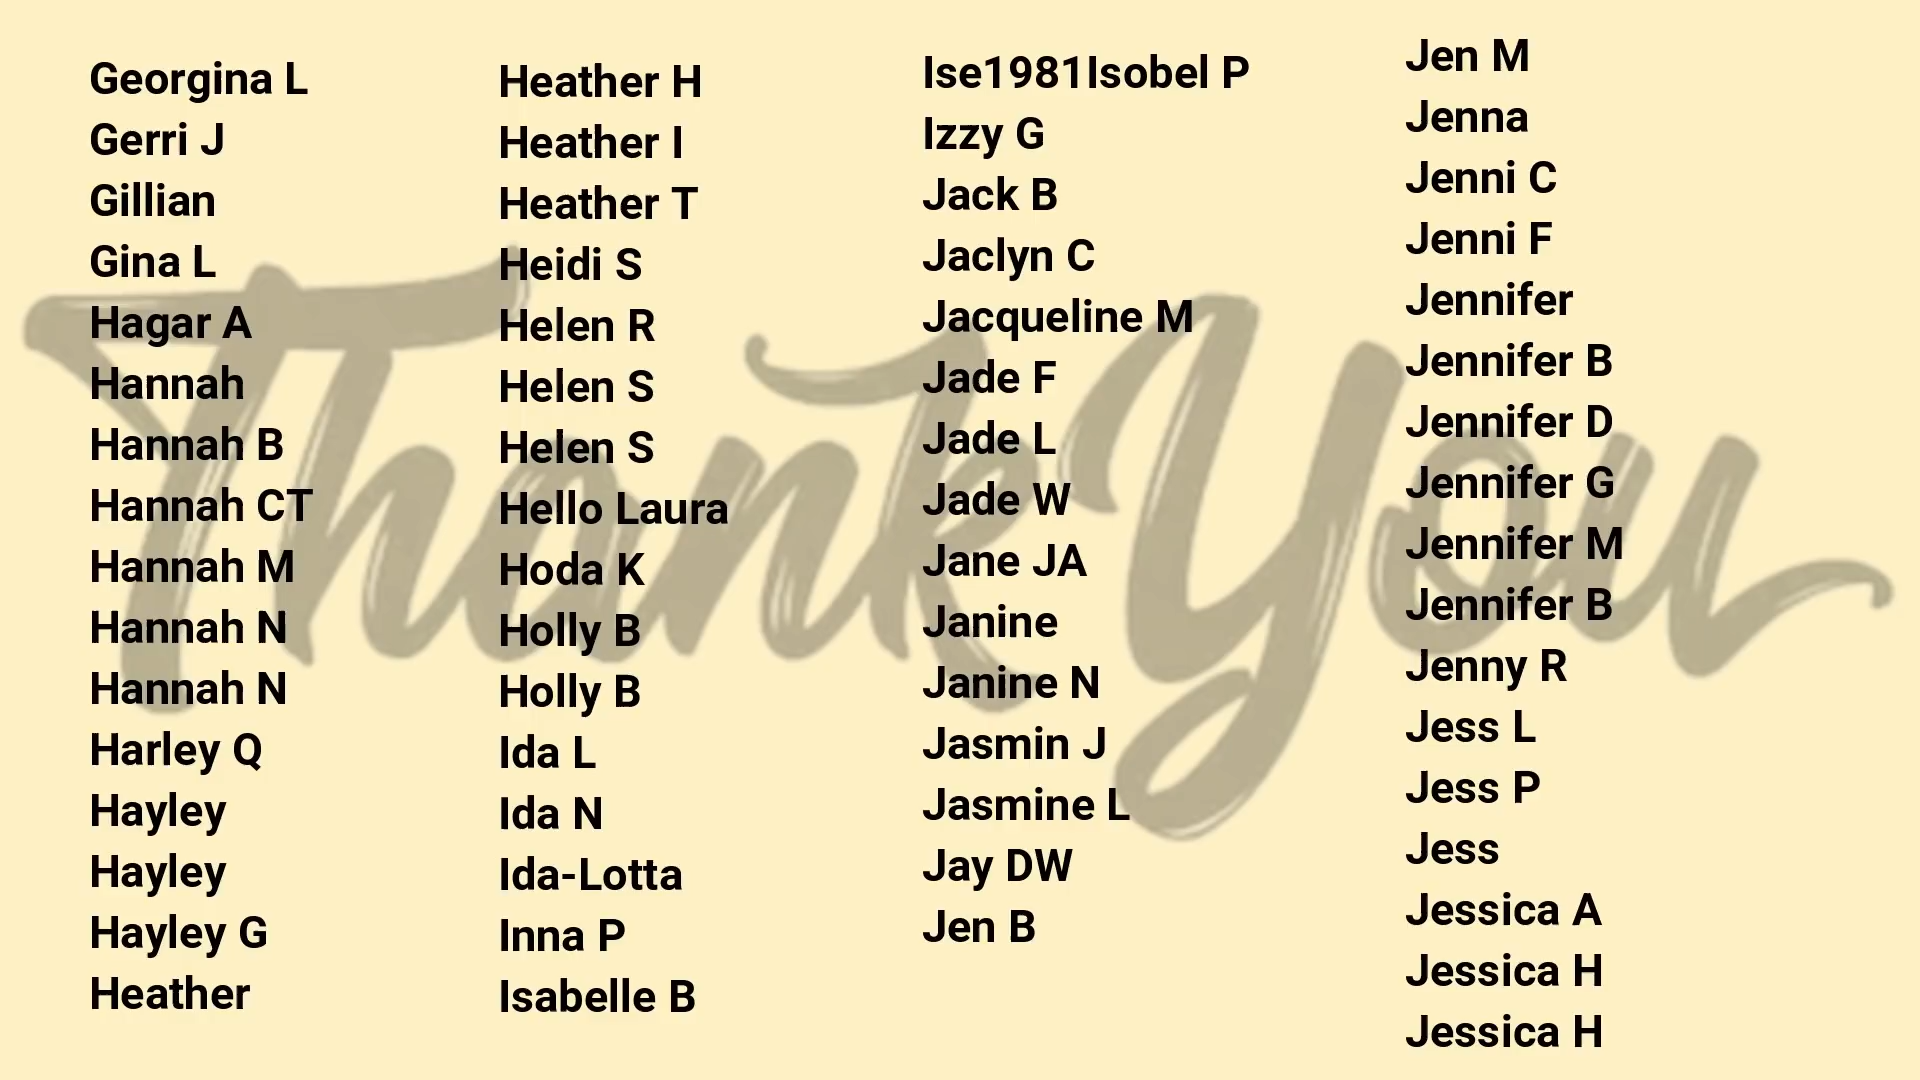 Georgina L
Gerri J
Gillian
Gina L
Hagar A
Hannah
Hannah B
Hannah CT
Hannah M
Hannah N
Hannah N
Harley Q
Hayley
Hayley
Hayley G
Heather
Heather H
Heather I
Heather T
Heidi S
Helen R
Helen S
Helen S
Hello Laura
Hoda K
Holly B
Holly B
Ida L
Ida N
Ida-Lotta
Inna P
Isabelle B
Ise1981Isobel P
Izzy G
Jack B
Jaclyn C
Jacqueline M
Jade F
Jade L
Jade W
Jane JA
Janine
Janine N
Jasmin J
Jasmine L
Jay DW
Jen B
Jen M
Jenna
Jenni C
Jenni F
Jennifer
Jennifer B
Jennifer D
Jennifer G
Jennifer M
Jennifer B
Jenny R
Jess L
Jess P
Jess
Jessica A
Jessica H
Jessica H
Thank You